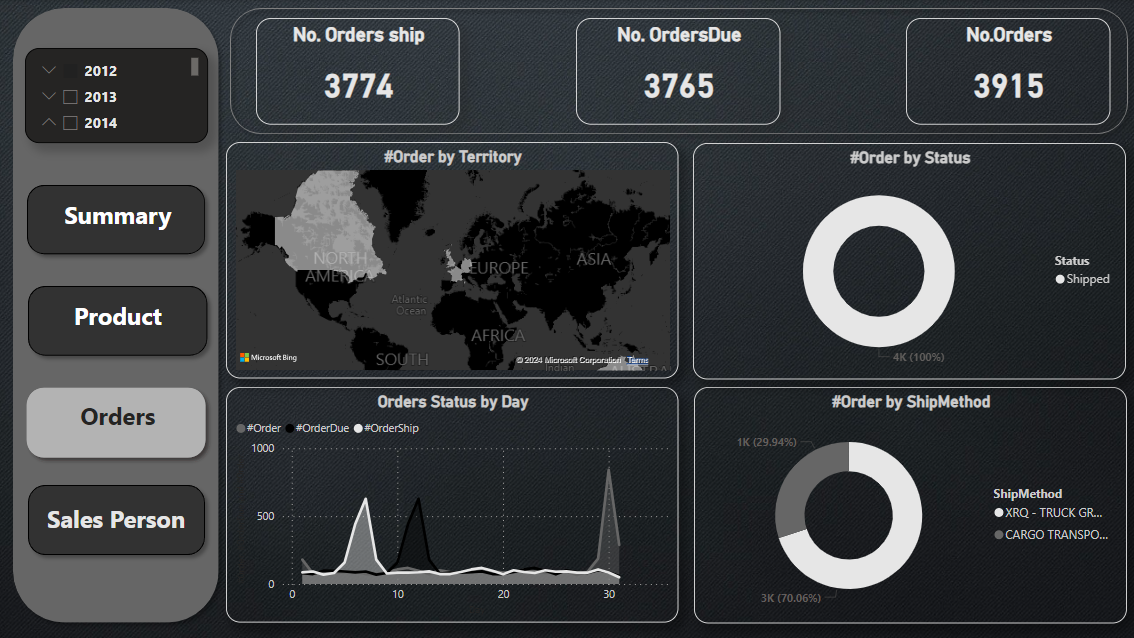 2012
2013
2014
Summary
Product
Orders
Sales Person
No. Orders ship
3774
No. OrdersDue
3765
No.Orders
3915
#Order by Territory
NORTH
AMERICA
EUROPE
ASIA
Atlantic
Ocean
AFRICA
SOUTH
Indian
AUSTRALIA
Microsoft Bing
© 2024 Microsoft Corporation Terms
#Order by Status
Status
Shipped
4K (100%)
Orders Status by Day
#Order #OrderDue #OrderShip
1000
500
0
0 10 20 30
#Order by ShipMethod
1K (29.94%)
3K (70.06%)
ShipMethod
XRQ - TRUCK GR...
CARGO TRANSPO...